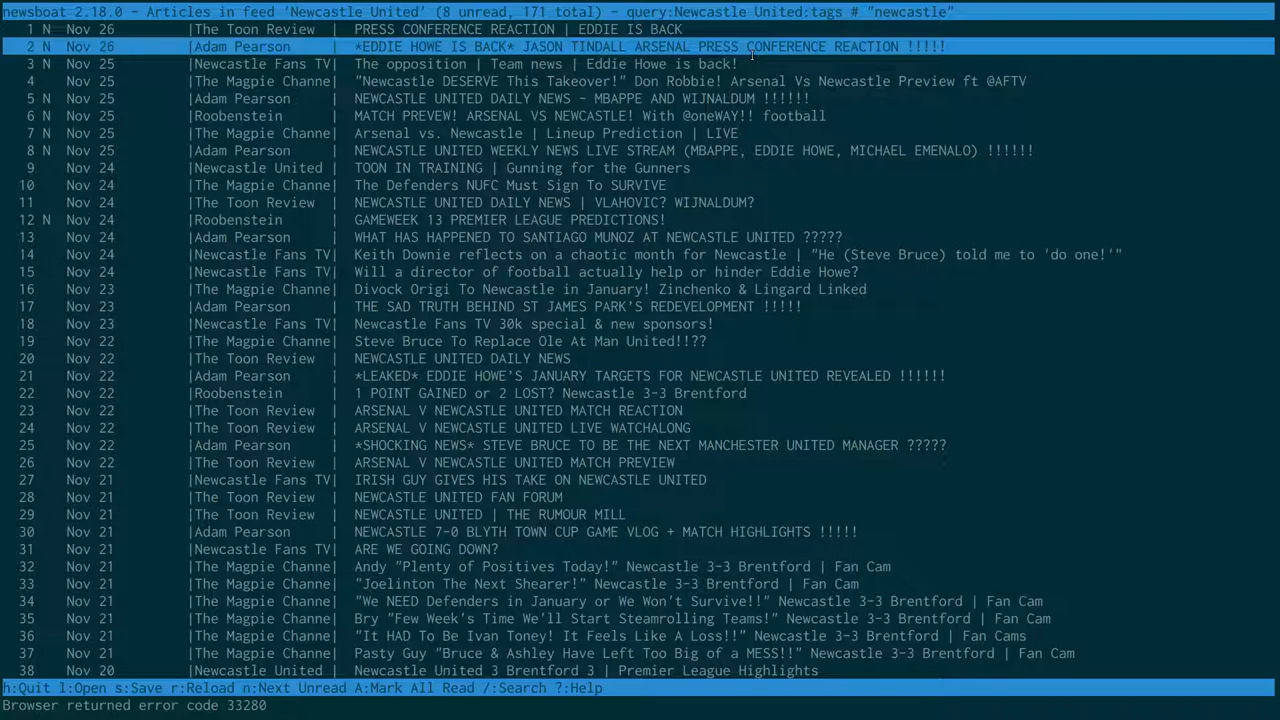 newsboat 2.18.0 - Articles in feed 'Newcastle United' (8 unread, 171 total) - query:Newcastle United:tags # "newcastle"
1 N Nov 26 |The Toon Review | PRESS CONFERENCE REACTION | EDDIE IS BACK
2 N Nov 26 |Adam Pearson | *EDDIE HOWE IS BACK* JASON TINDALL ARSENAL PRESS CONFERENCE REACTION !!!!!
3 N Nov 25 |Newcastle Fans TV| The opposition | Team news | Eddie Howe is back!
4 Nov 25 |The Magpie Channe| "Newcastle DESERVE This Takeover!" Don Robbie! Arsenal Vs Newcastle Preview ft @AFTV
5 N Nov 25 |Adam Pearson | NEWCASTLE UNITED DAILY NEWS - MBAPPE AND WIJNALDUM !!!!!!
6 N Nov 25 |Roobenstein | MATCH PREVEW! ARSENAL VS NEWCASTLE! With @oneWAY!! football
7 N Nov 25 |The Magpie Channe| Arsenal vs. Newcastle | Lineup Prediction | LIVE
8 N Nov 25 |Adam Pearson | NEWCASTLE UNITED WEEKLY NEWS LIVE STREAM (MBAPPE, EDDIE HOWE, MICHAEL EMENALO) !!!!!!
9 Nov 24 |Newcastle United | TOON IN TRAINING | Gunning for the Gunners
10 Nov 24 |The Magpie Channe| The Defenders NUFC Must Sign To SURVIVE
11 Nov 24 |The Toon Review | NEWCASTLE UNITED DAILY NEWS | VLAHOVIC? WIJNALDUM?
12 N Nov 24 |Roobenstein | GAMEWEEK 13 PREMIER LEAGUE PREDICTIONS!
13 Nov 24 |Adam Pearson | WHAT HAS HAPPENED TO SANTIAGO MUNOZ AT NEWCASTLE UNITED ?????
14 Nov 24 |Newcastle Fans TV| Keith Downie reflects on a chaotic month for Newcastle | "He (Steve Bruce) told me to 'do one!'"
15 Nov 24 |Newcastle Fans TV| Will a director of football actually help or hinder Eddie Howe?
16 Nov 23 |The Magpie Channe| Divock Origi To Newcastle in January! Zinchenko & Lingard Linked
17 Nov 23 |Adam Pearson | THE SAD TRUTH BEHIND ST JAMES PARK'S REDEVELOPMENT !!!!!
18 Nov 23 |Newcastle Fans TV| Newcastle Fans TV 30k special & new sponsors!
19 Nov 22 |The Magpie Channe| Steve Bruce To Replace Ole At Man United!!??
20 Nov 22 |The Toon Review | NEWCASTLE UNITED DAILY NEWS
21 Nov 22 |Adam Pearson | *LEAKED* EDDIE HOWE'S JANUARY TARGETS FOR NEWCASTLE UNITED REVEALED !!!!!!
22 Nov 22 |Roobenstein | 1 POINT GAINED or 2 LOST? Newcastle 3-3 Brentford
23 Nov 22 |The Toon Review | ARSENAL V NEWCASTLE UNITED MATCH REACTION
24 Nov 22 |The Toon Review | ARSENAL V NEWCASTLE UNITED LIVE WATCHALONG
25 Nov 22 |Adam Pearson | *SHOCKING NEWS* STEVE BRUCE TO BE THE NEXT MANCHESTER UNITED MANAGER ?????
26 Nov 22 |The Toon Review | ARSENAL V NEWCASTLE UNITED MATCH PREVIEW
27 Nov 21 |Newcastle Fans TV| IRISH GUY GIVES HIS TAKE ON NEWCASTLE UNITED
28 Nov 21 |The Toon Review | NEWCASTLE UNITED FAN FORUM
29 Nov 21 |The Toon Review | NEWCASTLE UNITED | THE RUMOUR MILL
30 Nov 21 |Adam Pearson | NEWCASTLE 7-0 BLYTH TOWN CUP GAME VLOG + MATCH HIGHLIGHTS !!!!!
31 Nov 21 |Newcastle Fans TV| ARE WE GOING DOWN?
32 Nov 21 |The Magpie Channe| Andy "Plenty of Positives Today!" Newcastle 3-3 Brentford | Fan Cam
33 Nov 21 |The Magpie Channe| "Joelinton The Next Shearer!" Newcastle 3-3 Brentford | Fan Cam
34 Nov 21 |The Magpie Channe| "We NEED Defenders in January or We Won't Survive!!" Newcastle 3-3 Brentford | Fan Cam
35 Nov 21 |The Magpie Channe| Bry "Few Week's Time We'll Start Steamrolling Teams!" Newcastle 3-3 Brentford | Fan Cam
36 Nov 21 |The Magpie Channe| "It HAD To Be Ivan Toney! It Feels Like A Loss!!" Newcastle 3-3 Brentford | Fan Cams
37 Nov 21 |The Magpie Channe| Pasty Guy "Bruce & Ashley Have Left Too Big of a MESS!!" Newcastle 3-3 Brentford | Fan Cam
38 Nov 20 |Newcastle United | Newcastle United 3 Brentford 3 | Premier League Highlights
h:Quit l:Open s:Save r:Reload n:Next Unread A:Mark All Read /:Search ?:Help
Browser returned error code 33280